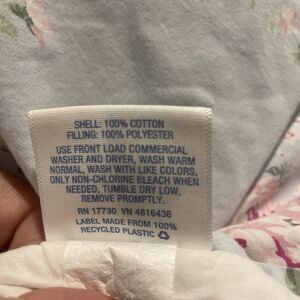 SHELL: 100% COTTON
FILLING: 100% POLYESTER
USE FRONT LOAD COMMERCIAL
WASHER AND DRYER, WASH WARM
NORMAL, WASH WITH LIKE COLORS,
ONLY NON-CHLORINE BLEACH WHEN
NEEDED, TUMBLE DRY LOW.
REMOVE PROMPTLY.
RN 17730 VN 4816436
LABEL MADE FROM 100%
RECYCLED PLASTIC